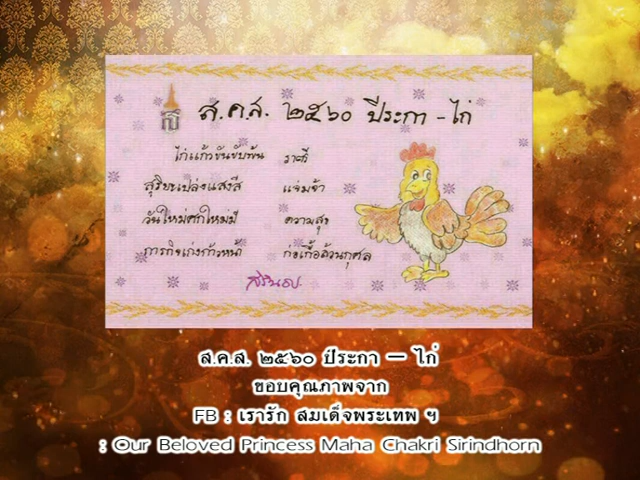 ส.ค.ส. ๒๕๖๐ ปีระกา - ไก่
ไก่แก้วขันขับพ้น ราตรี
สุริยนเปล่งแสงสี แจ่มจ้า
วันใหม่ศกใหม่มี ความสุข
ภารกิจเก่งก้าวหน้า ก่อเกื้อล้วนกุศล
สิรินธร
ส.ค.ส. ๒๕๖๐ ปีระกา – ไก่
ขอบคุณภาพจาก
FB : เรารัก สมเด็จพระเทพ ฯ
: Our Beloved Princess Maha Chakri Sirindhorn